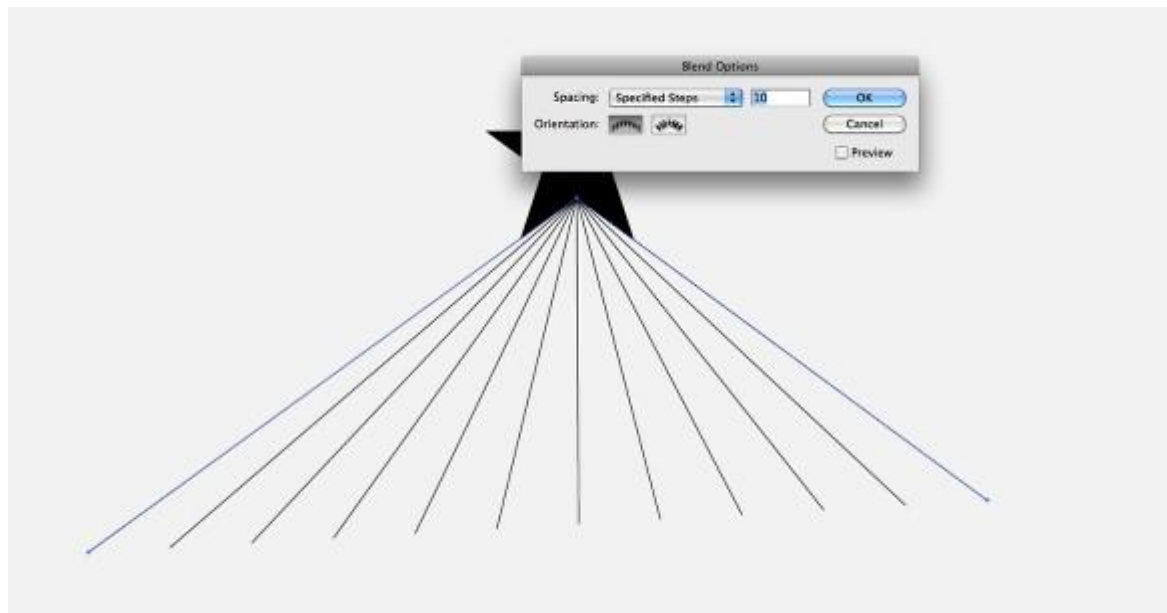 Blend Options
Spacing: Specified Steps 10 OK
Orientation: Cancel
Preview